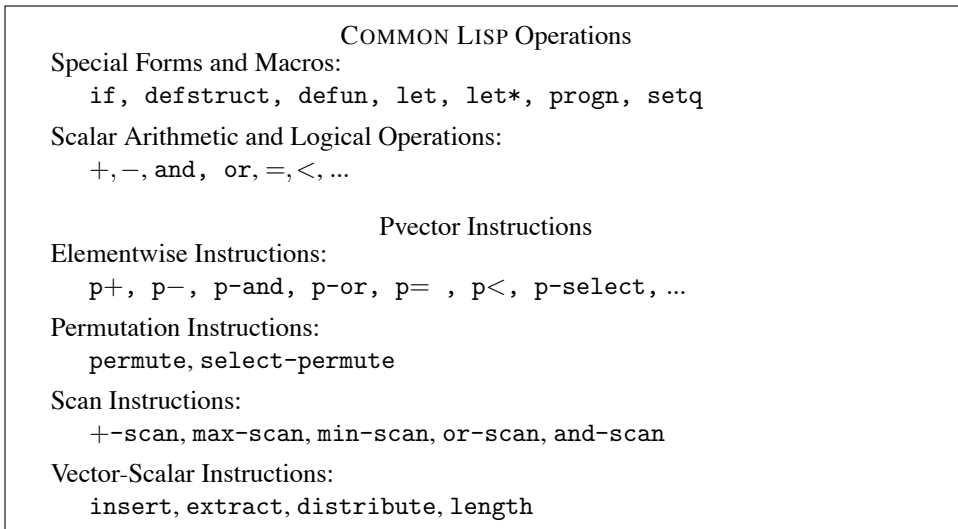 COMMON LISP Operations
Special Forms and Macros:
if, defstruct, defun, let, let*, progn, setq
Scalar Arithmetic and Logical Operations:
+,−, and, or, =,<, ...
Pvector Instructions
Elementwise Instructions:
p+, p−, p-and, p-or, p= , p<, p-select, ...
Permutation Instructions:
permute, select-permute
Scan Instructions:
+-scan, max-scan, min-scan, or-scan, and-scan
Vector-Scalar Instructions:
insert, extract, distribute, length